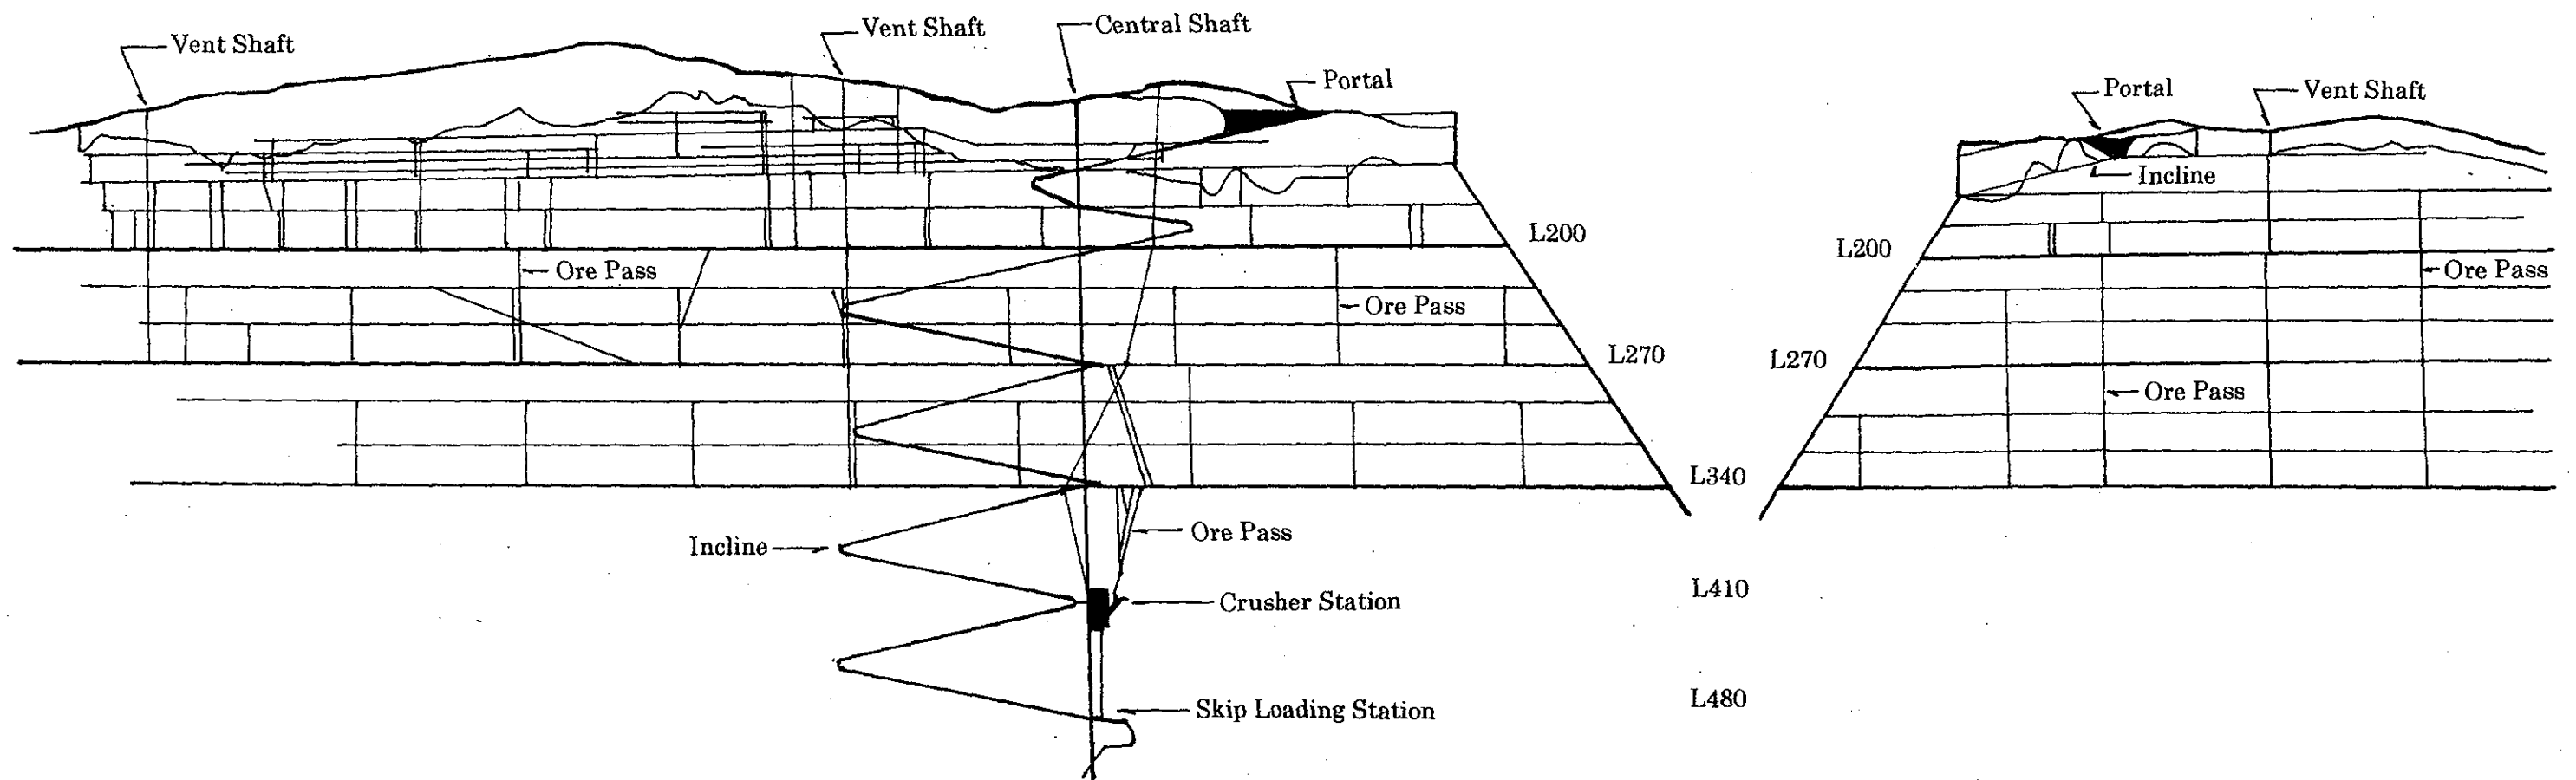 Vent Shaft
Vent Shaft
Central Shaft
Portal
Portal
Vent Shaft
Incline
L200
L200
Ore Pass
Ore Pass
Ore Pass
L270
L270
Ore Pass
L340
Incline
Ore Pass
L410
Crusher Station
L480
Skip Loading Station